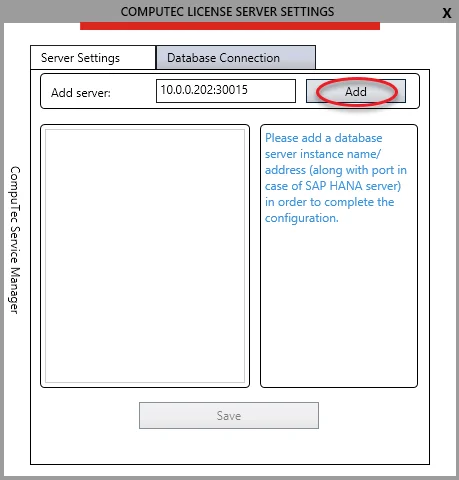 COMPUTEC LICENSE SERVER SETTINGS X
Server Settings Database Connection
Add server: 10.0.0.202:30015 Add
Please add a database
server instance name/
address (along with port in
case of SAP HANA server)
in order to complete the
configuration.
CompuTec Service Manager
Save